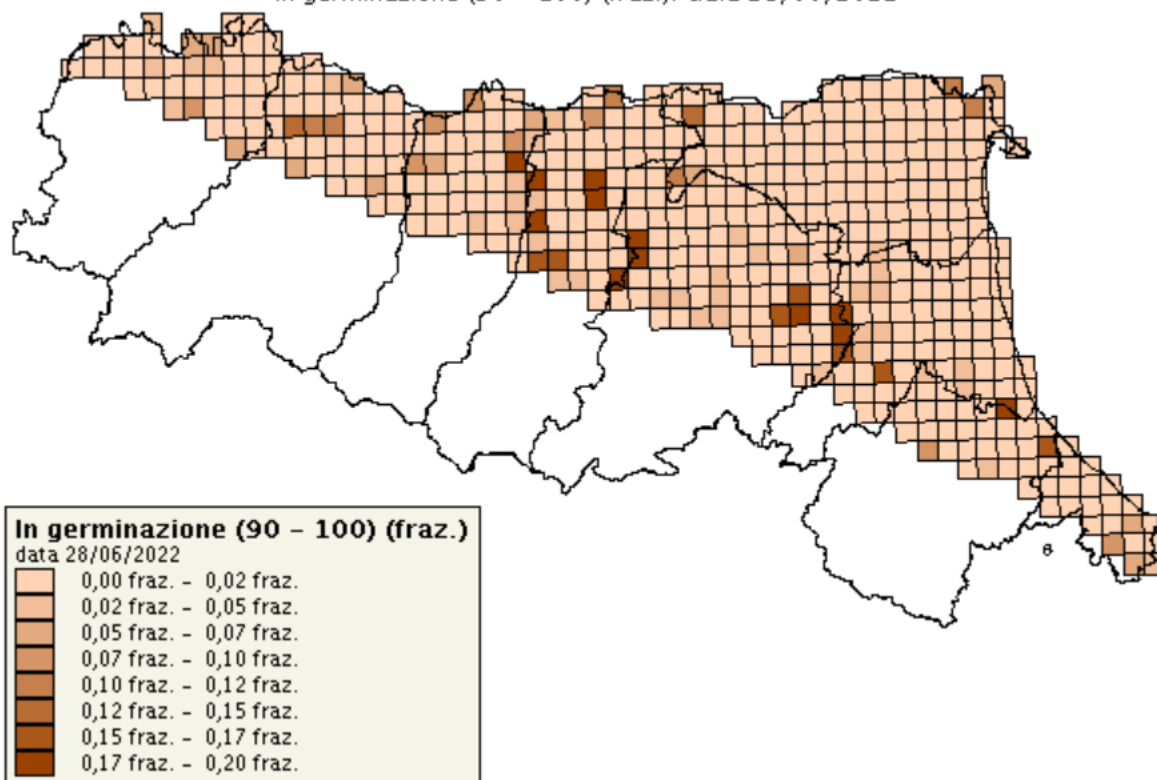 In germinazione (90 – 100) (fraz.)
data 28/06/2022
0,00 fraz. – 0,02 fraz.
0,02 fraz. – 0,05 fraz.
0,05 fraz. – 0,07 fraz.
0,07 fraz. – 0,10 fraz.
0,10 fraz. – 0,12 fraz.
0,12 fraz. – 0,15 fraz.
0,15 fraz. – 0,17 fraz.
0,17 fraz. – 0,20 fraz.